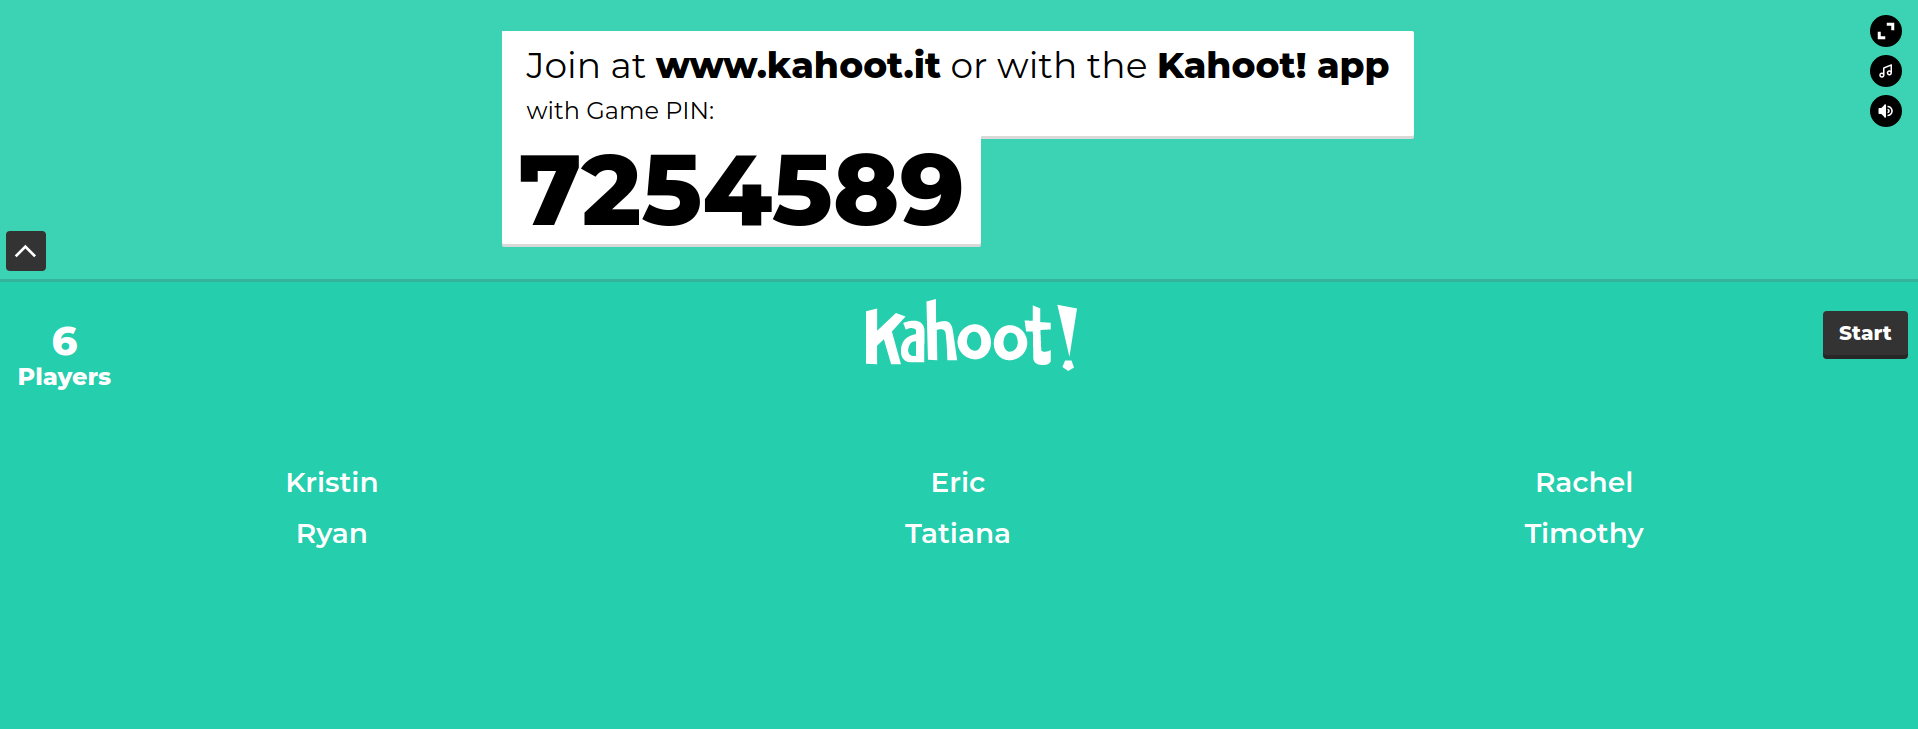 Join at www.kahoot.it or with the Kahoot! app
with Game PIN:
7254589
Kahoot!
6
Players
Start
Kristin Eric Rachel
Ryan Tatiana Timothy